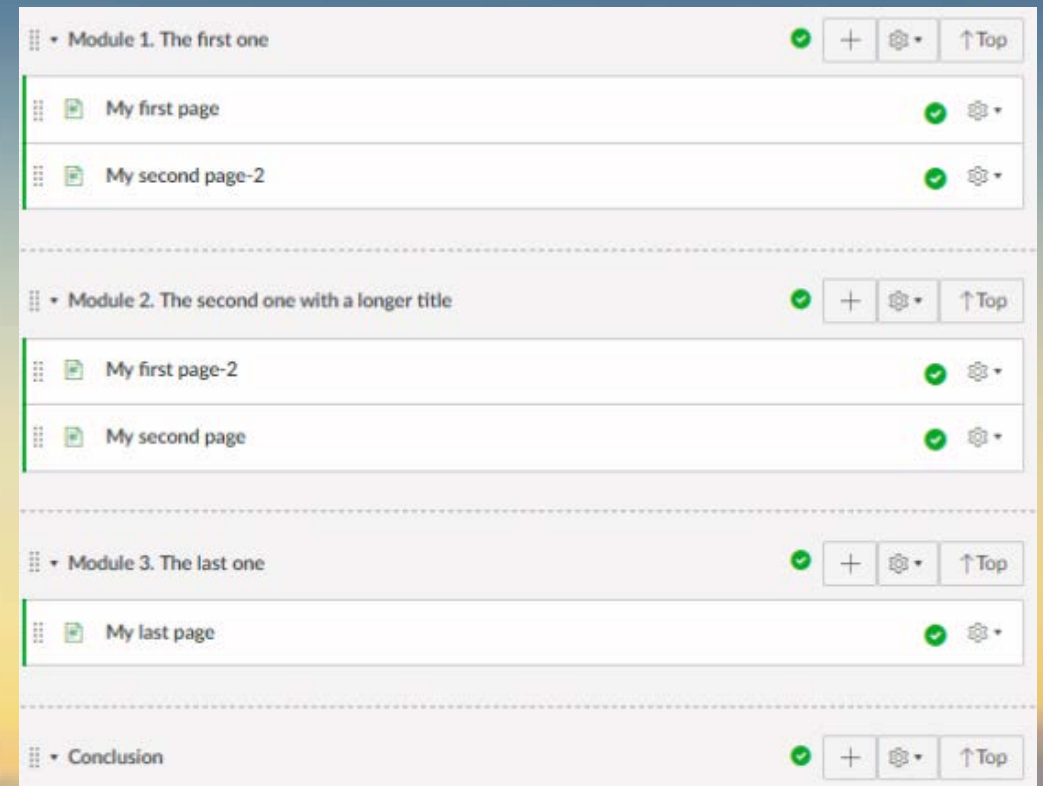 Module 1. The first one
↑Top
My first page
My second page-2
Module 2. The second one with a longer title
↑Top
My first page-2
My second page
Module 3. The last one
↑Top
My last page
Conclusion
↑Top